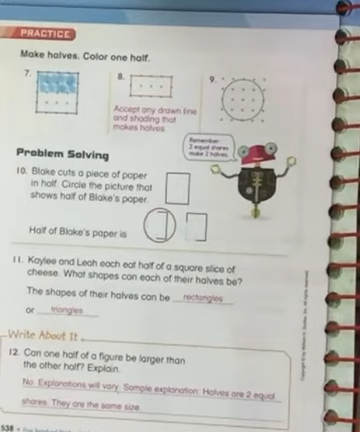 PRACTICE
Make halves. Color one half.
7.
8.
9.
Accept any drawn line
and shading that
makes halves.
Remember:
2 equal shares
make 2 halves.
Problem Solving
10. Blake cuts a piece of paper
in half. Circle the picture that
shows half of Blake's paper.
Half of Blake's paper is
11. Kaylee and Leah each eat half of a square slice of
cheese. What shapes can each of their halves be?
The shapes of their halves can be rectangles
or triangles
Write About It
12. Can one half of a figure be larger than
the other half? Explain.
No. Explanations will vary. Sample explanation: Halves are 2 equal
shares. They are the same size.
538